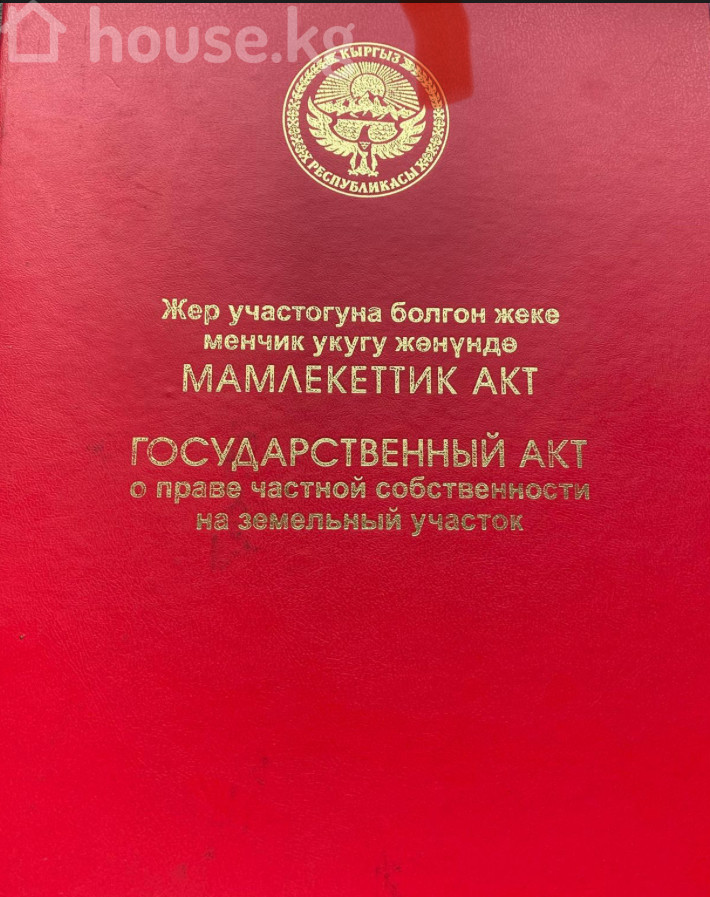 house.kg
КЫРГЫЗ
РЕСПУБЛИКАСЫ
Жер участогуна болгон жеке
менчик укугу жөнүндө
МАМЛЕКЕТТИК АКТ
ГОСУДАРСТВЕННЫЙ АКТ
о праве частной собственности
на земельный участок